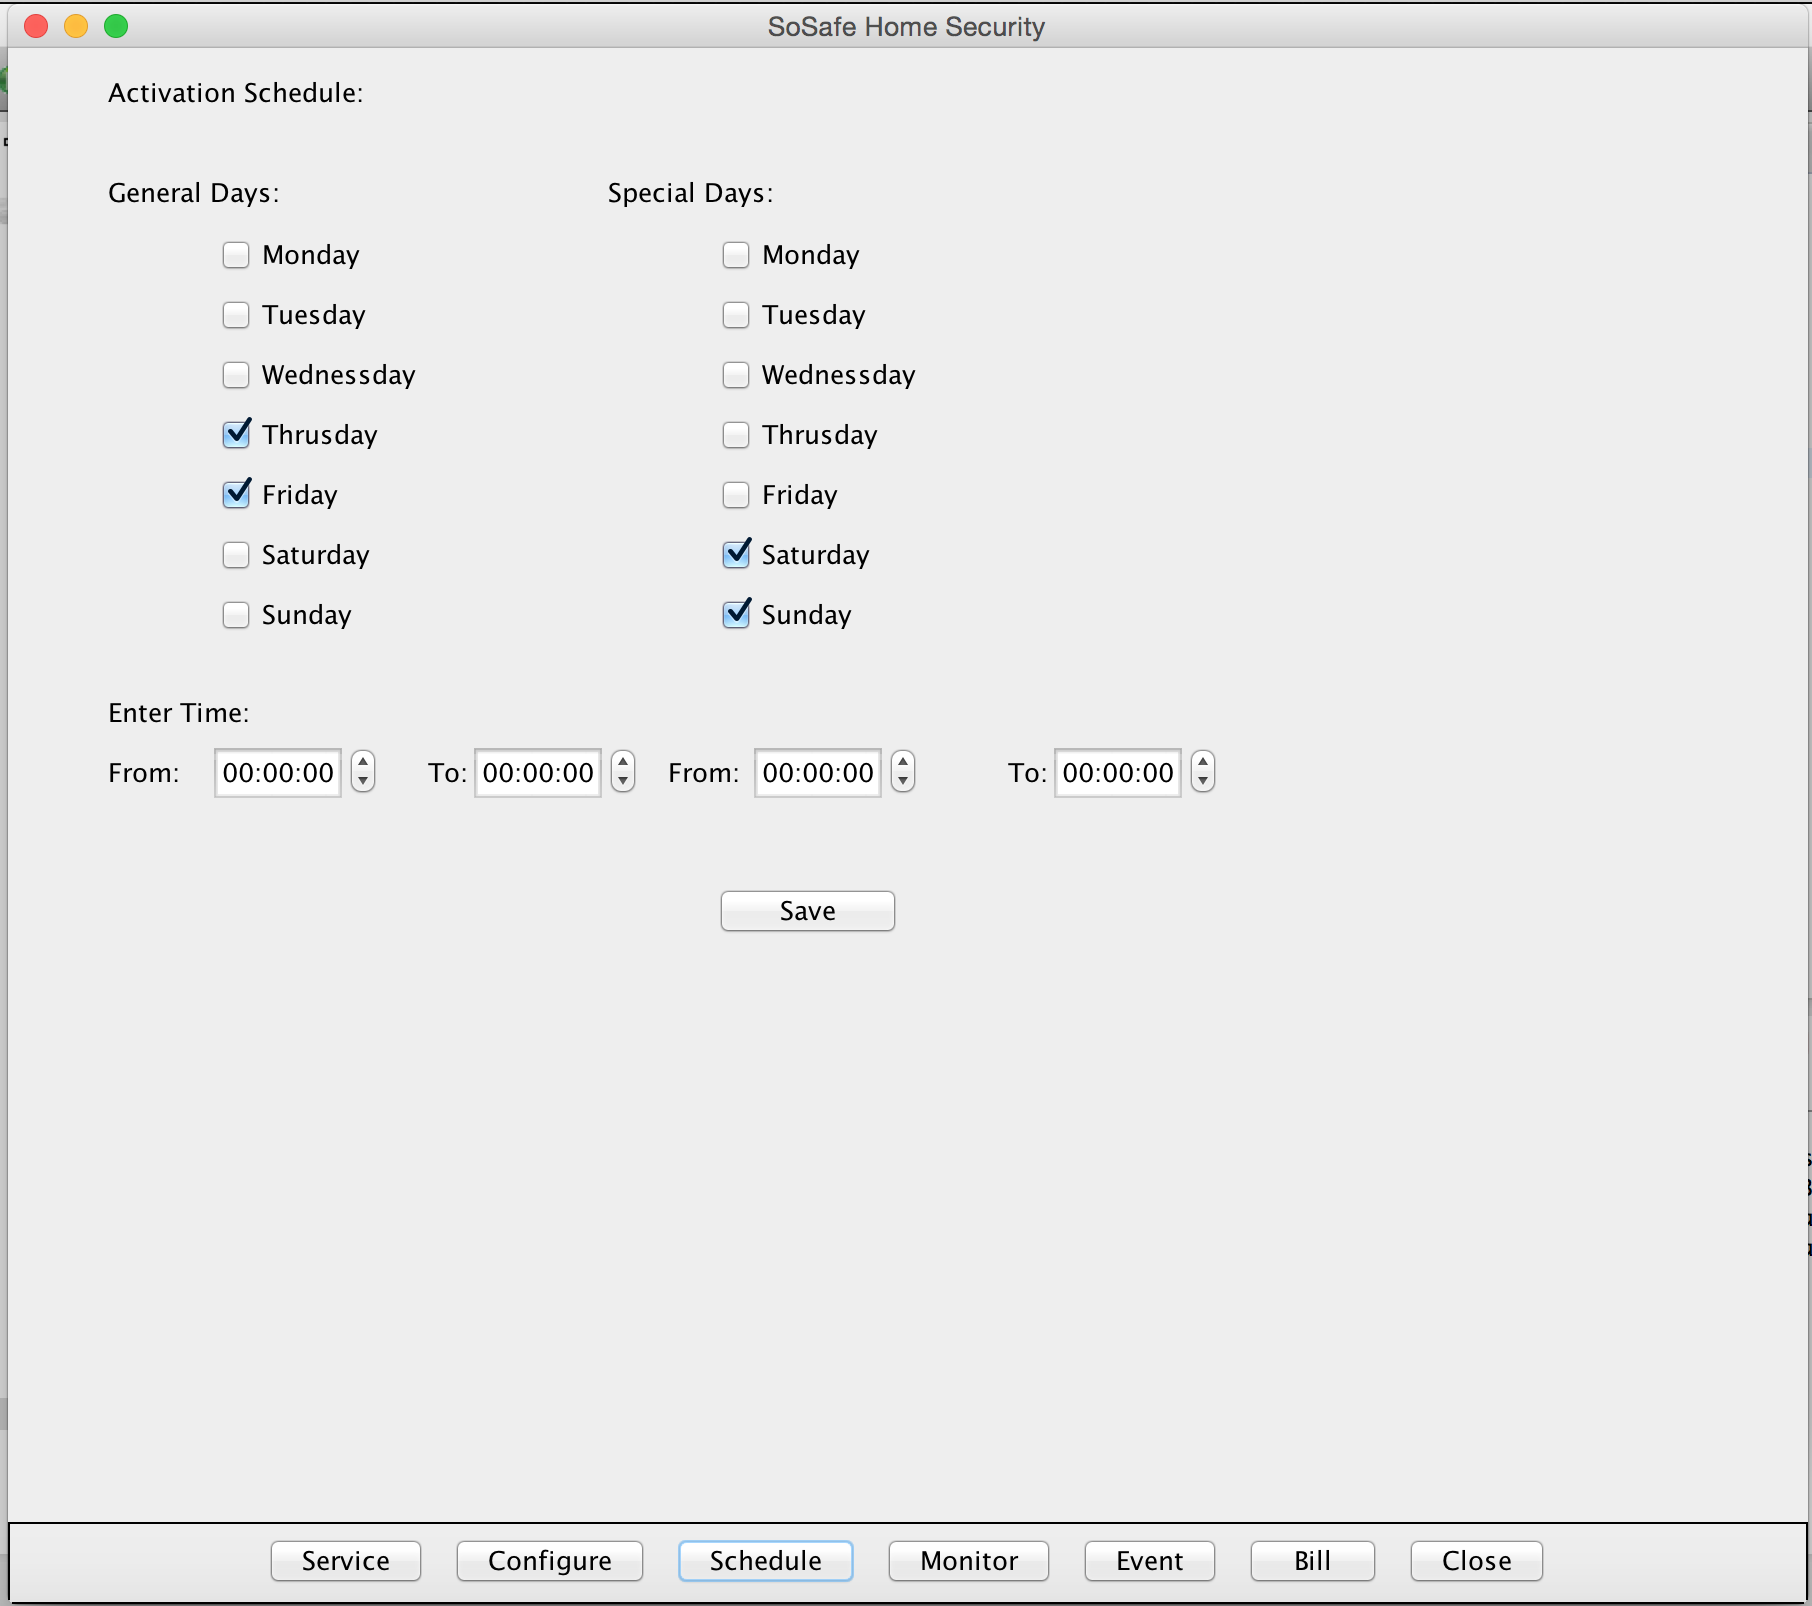 SoSafe Home Security
Activation Schedule:
General Days:
Special Days:
Monday
Monday
Tuesday
Tuesday
Wednessday
Wednessday
Thrusday
Thrusday
Friday
Friday
Saturday
Saturday
Sunday
Sunday
Enter Time:
From: 00:00:00 To: 00:00:00 From: 00:00:00 To: 00:00:00
Save
Service Configure Schedule Monitor Event Bill Close